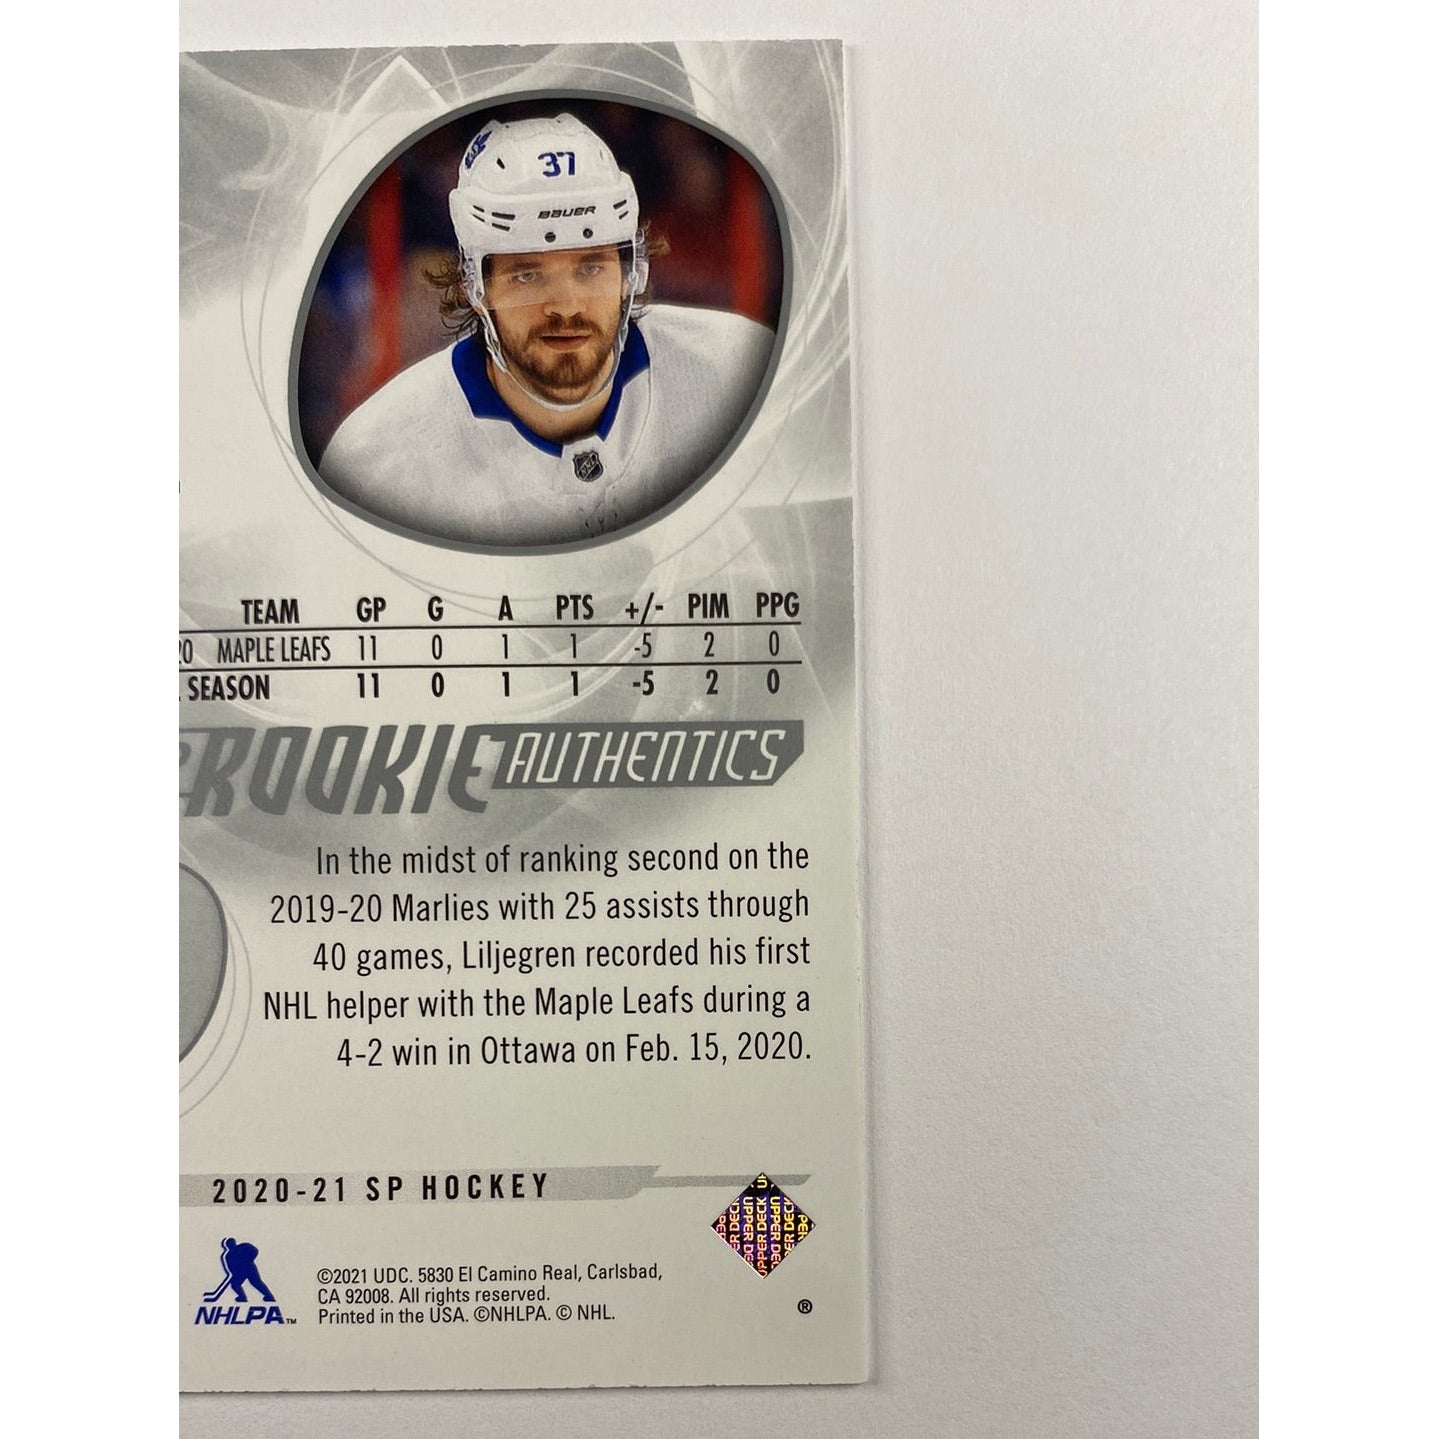 37
BAUER
NHL
TEAM GP G A PTS +/- PIM PPG
20 MAPLE LEAFS 11 0 1 1 -5 2 0
SEASON 11 0 1 1 -5 2 0
ROOKIE AUTHENTICS
In the midst of ranking second on the
2019-20 Marlies with 25 assists through
40 games, Liljegren recorded his first
NHL helper with the Maple Leafs during a
4-2 win in Ottawa on Feb. 15, 2020.
2020-21 SP HOCKEY
UPPER DECK
NHLPA™
©2021 UDC. 5830 El Camino Real, Carlsbad,
CA 92008. All rights reserved.
Printed in the USA. ©NHLPA. © NHL.
®